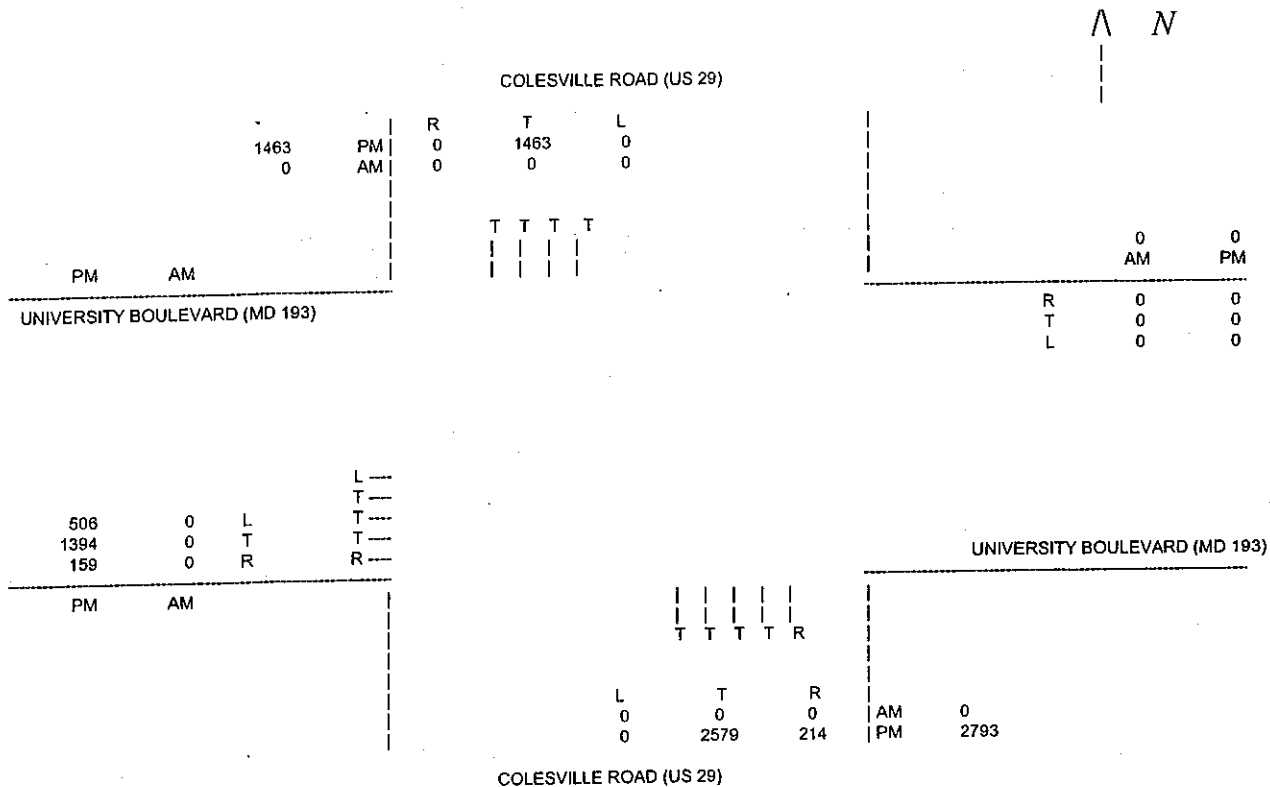 Λ N
COLESVILLE ROAD (US 29)
R T L
1463 PM 0 1463 0
0 AM 0 0 0
T T T T
0 0
PM AM AM PM
UNIVERSITY BOULEVARD (MD 193)
R 0 0
T 0 0
L 0 0
L
T
506 0 L T
1394 0 T T
159 0 R R
UNIVERSITY BOULEVARD (MD 193)
PM AM
T T T T R
L T R
0 0 0 AM 0
0 2579 214 PM 2793
COLESVILLE ROAD (US 29)